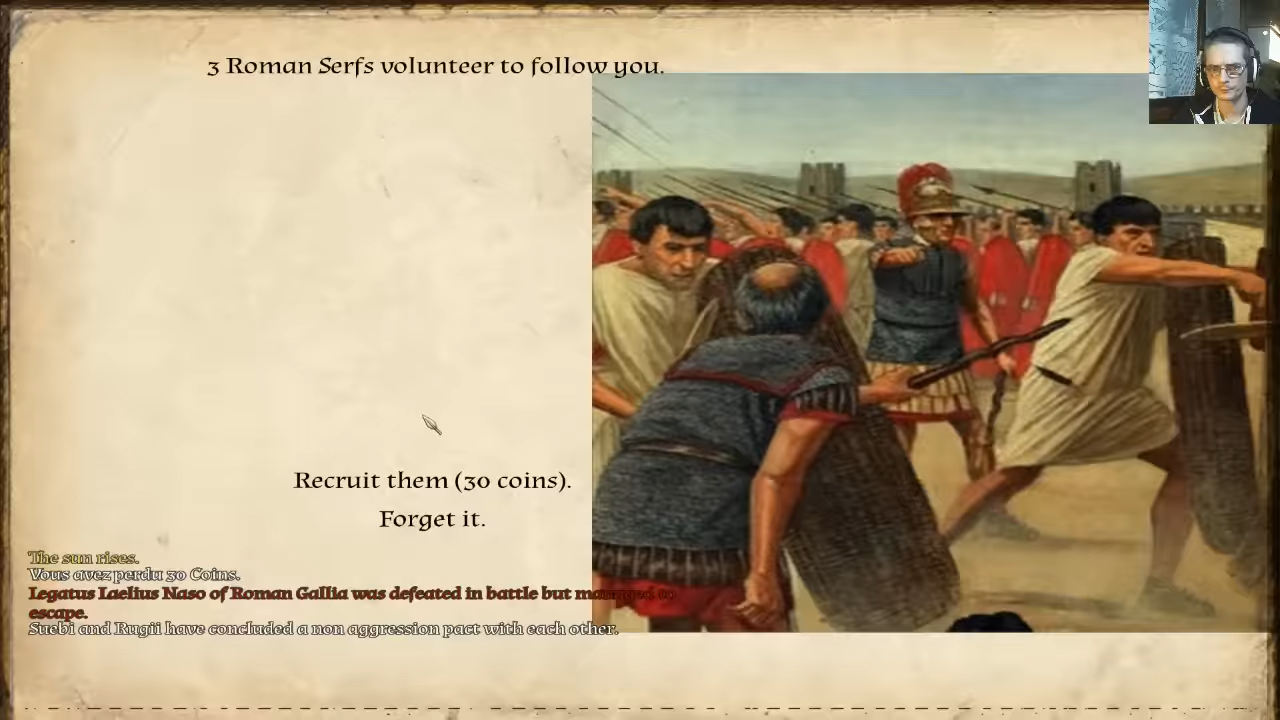 3 Roman Serfs volunteer to follow you.
Recruit them (30 coins).
Forget it.
The sun rises.
Vous avez perdu 30 Coins.
Legatus Laelius Naso of Roman Gallia was defeated in battle but managed to
escape.
Suebi and Rugii have concluded a non aggression pact with each other.